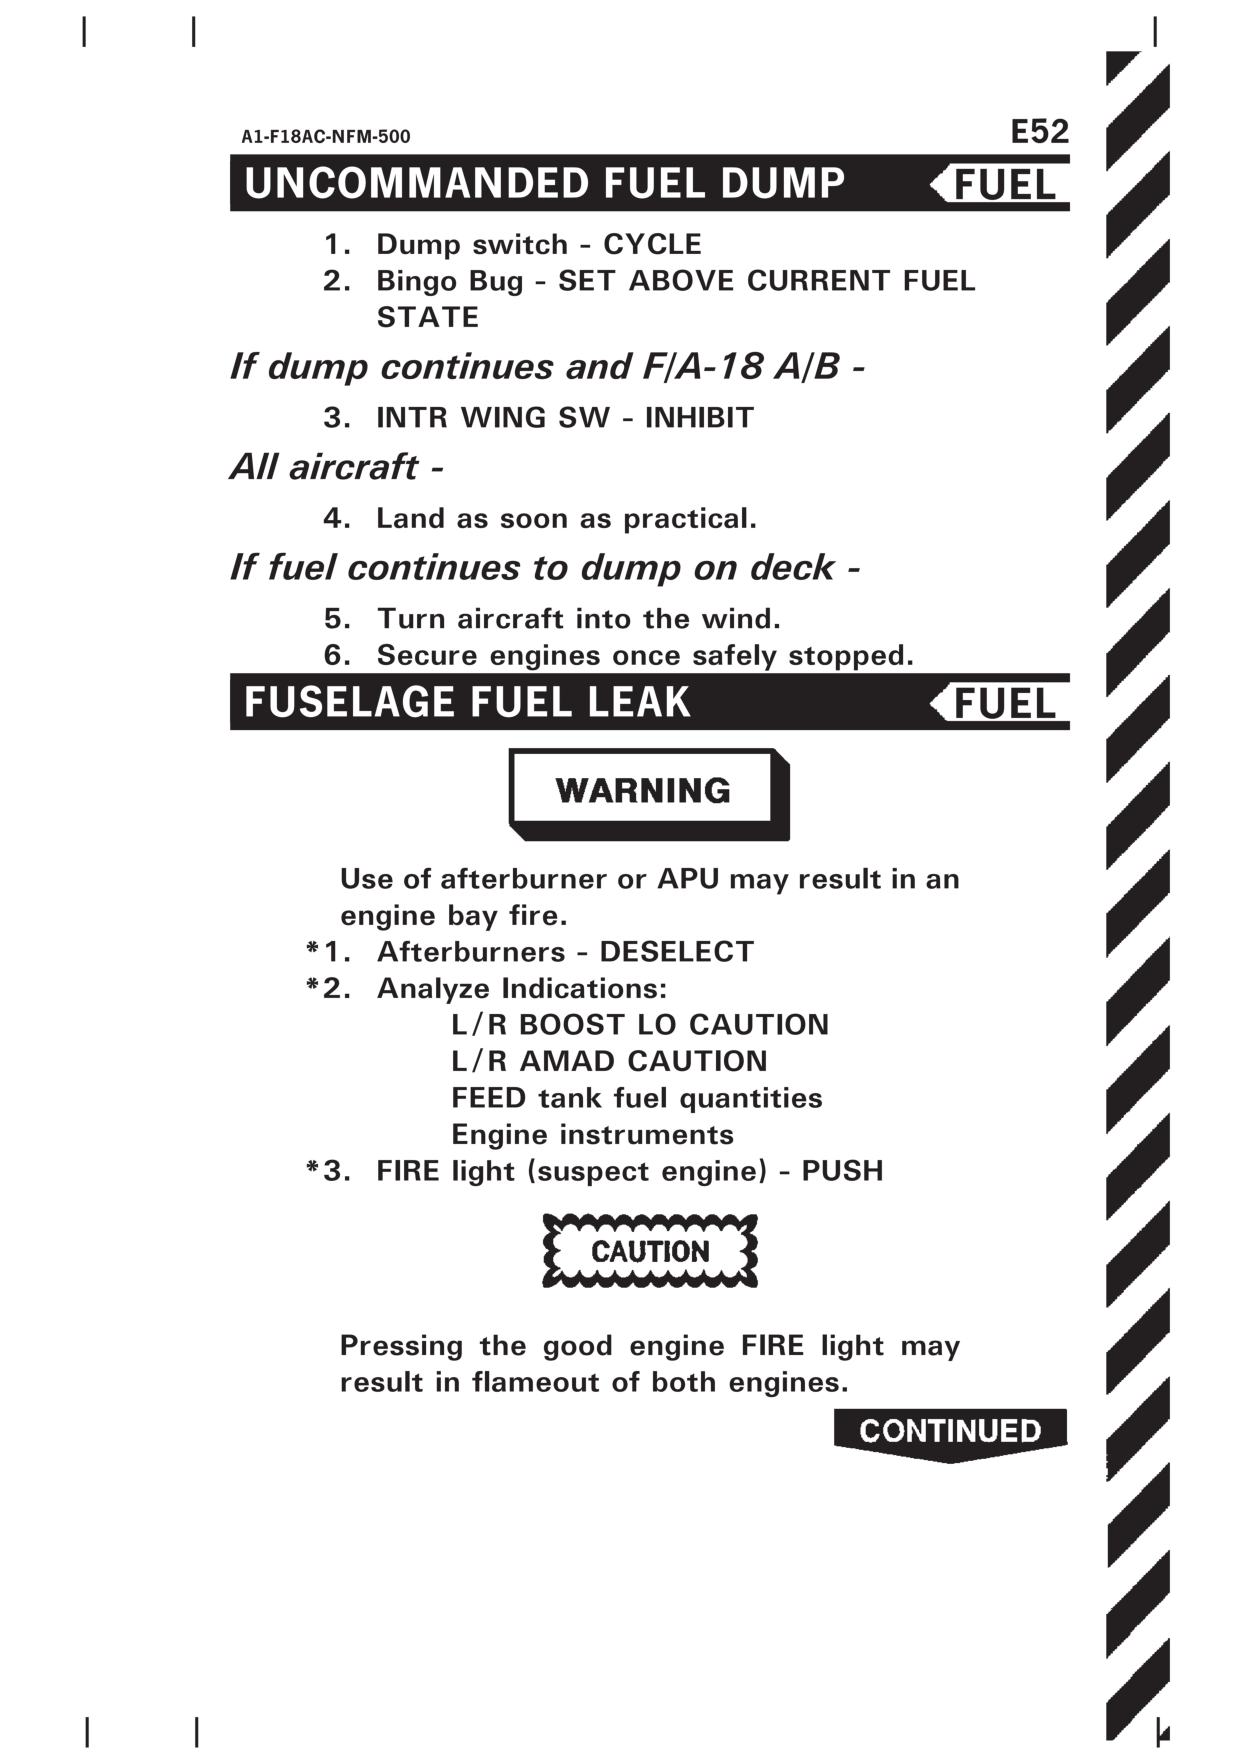 A1-F18AC-NFM-500
E52
UNCOMMANDED FUEL DUMP
FUEL
1. Dump switch - CYCLE
2. Bingo Bug - SET ABOVE CURRENT FUEL
STATE
If dump continues and F/A-18 A/B -
3. INTR WING SW - INHIBIT
All aircraft -
4. Land as soon as practical.
If fuel continues to dump on deck -
5. Turn aircraft into the wind.
6. Secure engines once safely stopped.
FUSELAGE FUEL LEAK
FUEL
WARNING
Use of afterburner or APU may result in an
engine bay fire.
*1. Afterburners - DESELECT
*2. Analyze Indications:
L/R BOOST LO CAUTION
L/R AMAD CAUTION
FEED tank fuel quantities
Engine instruments
*3. FIRE light (suspect engine) - PUSH
CAUTION
Pressing the good engine FIRE light may
result in flameout of both engines.
CONTINUED